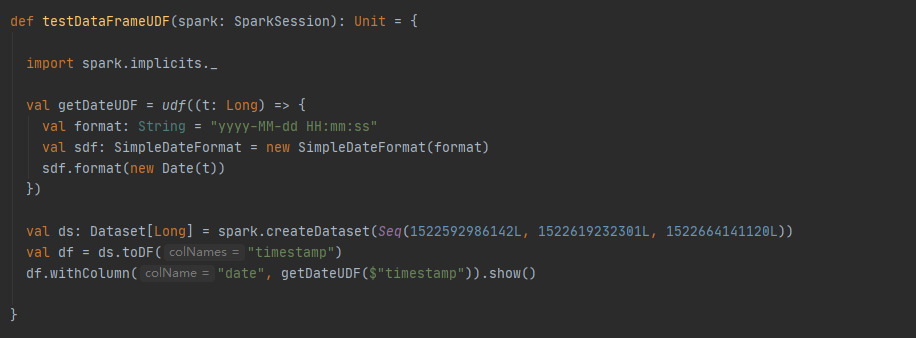 def testDataFrameUDF(spark: SparkSession): Unit = {
import spark.implicits._
val getDateUDF = udf((t: Long) => {
val format: String = "yyyy-MM-dd HH:mm:ss"
val sdf: SimpleDateFormat = new SimpleDateFormat(format)
sdf.format(new Date(t))
})
val ds: Dataset[Long] = spark.createDataset(Seq(1522592986142L, 1522619232301L, 1522664141120L))
val df = ds.toDF( colNames = "timestamp")
df.withColumn( colName = "date", getDateUDF($"timestamp")).show()
}